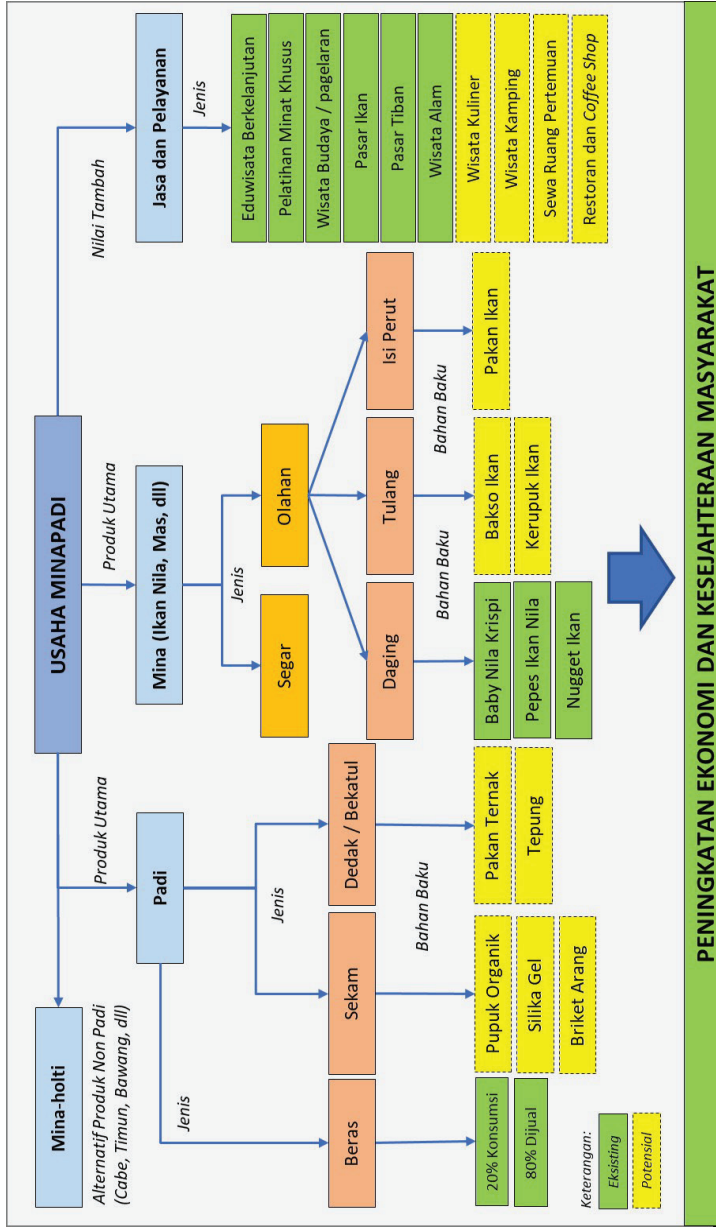 USAHA MINAPADI
Mina-holti
Alternatif Produk Non Padi
(Cabe, Timun, Bawang, dll)
Produk Utama
Padi
Jenis
Jenis
Beras
Sekam
Dedak / Bekatul
Bahan Baku
20% Konsumsi
80% Dijual
Pupuk Organik
Silika Gel
Briket Arang
Pakan Ternak
Tepung
Produk Utama
Mina (Ikan Nila, Mas, dll)
Jenis
Segar
Olahan
Daging
Tulang
Isi Perut
Bahan Baku
Bahan Baku
Baby Nila Krispi
Pepes Ikan Nila
Nugget Ikan
Bakso Ikan
Kerupuk Ikan
Pakan Ikan
Nilai Tambah
Jasa dan Pelayanan
Jenis
Eduwisata Berkelanjutan
Pelatihan Minat Khusus
Wisata Budaya / pagelaran
Pasar Ikan
Pasar Tiban
Wisata Alam
Wisata Kuliner
Wisata Kamping
Sewa Ruang Pertemuan
Restoran dan Coffee Shop
Keterangan:
Eksisting
Potensial
PENINGKATAN EKONOMI DAN KESEJAHTERAAN MASYARAKAT